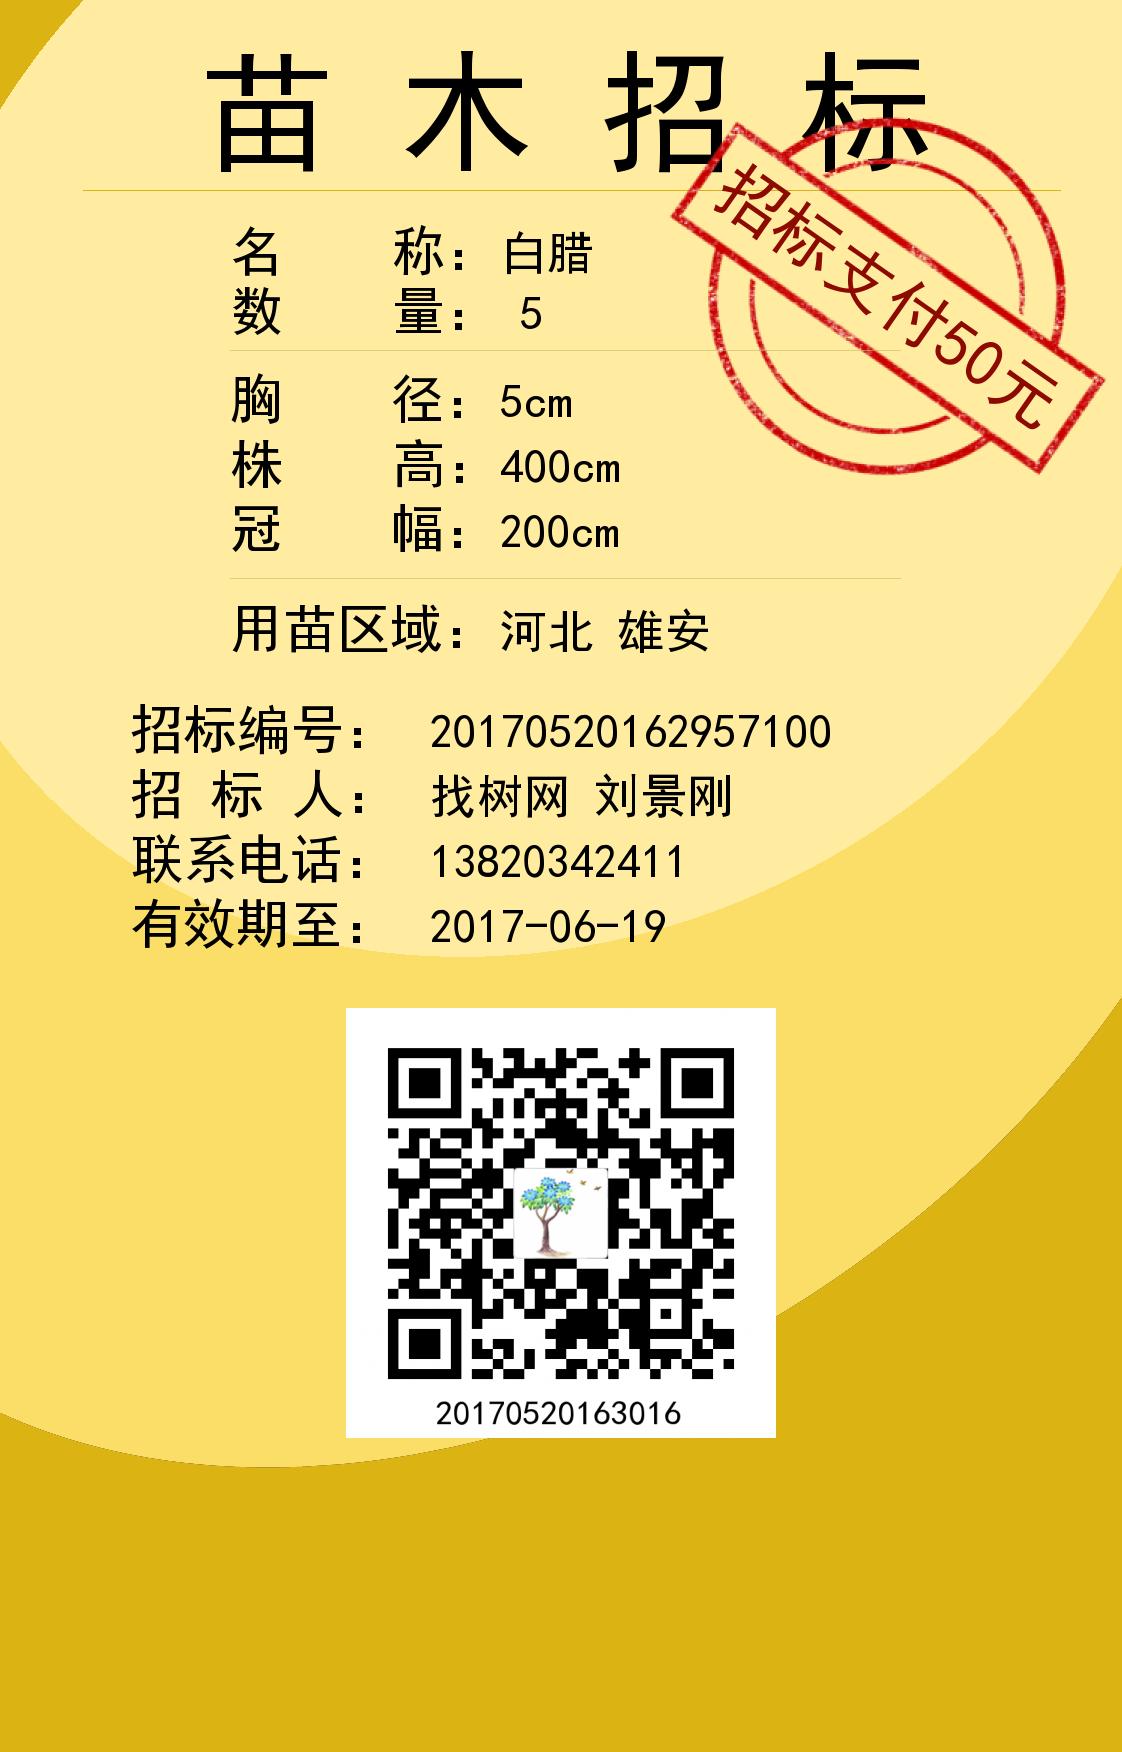 苗木招标
招标支付50元
名 称：白腊
数 量： 5
胸 径：5cm
株 高：400cm
冠 幅：200cm
用苗区域：河北 雄安
招标编号： 20170520162957100
招 标 人： 找树网 刘景刚
联系电话： 13820342411
有效期至： 2017-06-19
20170520163016